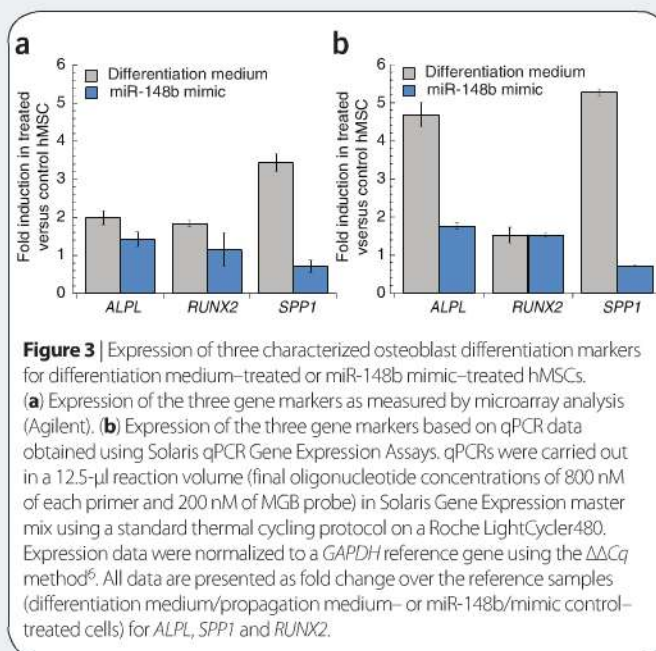 a
b
6
5
4
3
2
1
0
Fold induction in treated
versus control hMSC
Differentiation medium
miR-148b mimic
ALPL RUNX2 SPP1
6
5
4
3
2
1
0
Fold induction in treated
vsersus control hMSC
Differentiation medium
miR-148b mimic
ALPL RUNX2 SPP1
Figure 3 | Expression of three characterized osteoblast differentiation markers
for differentiation medium–treated or miR-148b mimic–treated hMSCs.
(a) Expression of the three gene markers as measured by microarray analysis
(Agilent). (b) Expression of the three gene markers based on qPCR data
obtained using Solaris qPCR Gene Expression Assays. qPCRs were carried out
in a 12.5-µl reaction volume (final oligonucleotide concentrations of 800 nM
of each primer and 200 nM of MGB probe) in Solaris Gene Expression master
mix using a standard thermal cycling protocol on a Roche LightCycler480.
Expression data were normalized to a GAPDH reference gene using the ΔΔCq
method⁶. All data are presented as fold change over the reference samples
(differentiation medium/propagation medium– or miR-148b/mimic control–
treated cells) for ALPL, SPP1 and RUNX2.